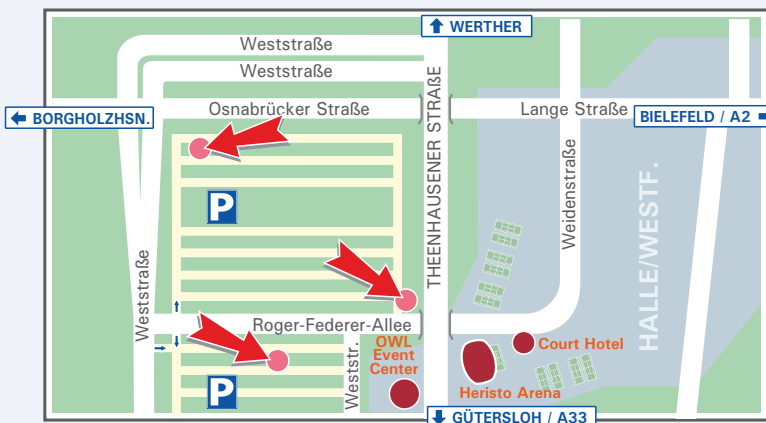 WERTHER
Weststraße
Weststraße
Osnabrücker Straße
Lange Straße
BORGHOLZHSN.
BIELEFELD / A2
THEENHAUSENER STRASSE
Weidenstraße
HALLE/WESTF.
P
Weststraße
Roger-Federer-Allee
OWL
Event
Center
Court Hotel
Weststr.
Heristo Arena
P
GÜTERSLOH / A33